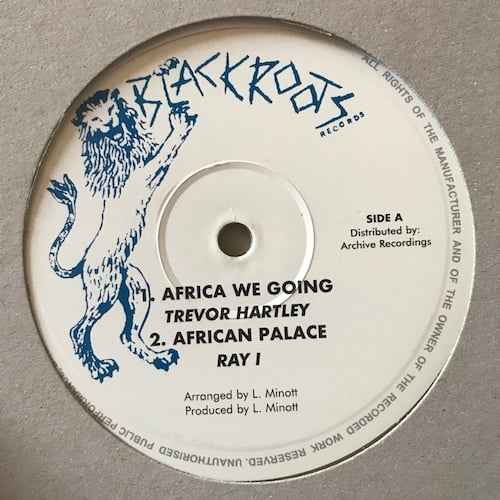 BLACKROOTS
RECORDS
ALL RIGHTS OF THE MANUFACTURER AND OF THE OWNER OF THE RECORDED WORK RESERVED. UNAUTHORISED PUBLIC
SIDE A
Distributed by:
Archive Recordings
1. AFRICA WE GOING
TREVOR HARTLEY
2. AFRICAN PALACE
RAY I
Arranged by L. Minott
Produced by L. Minott